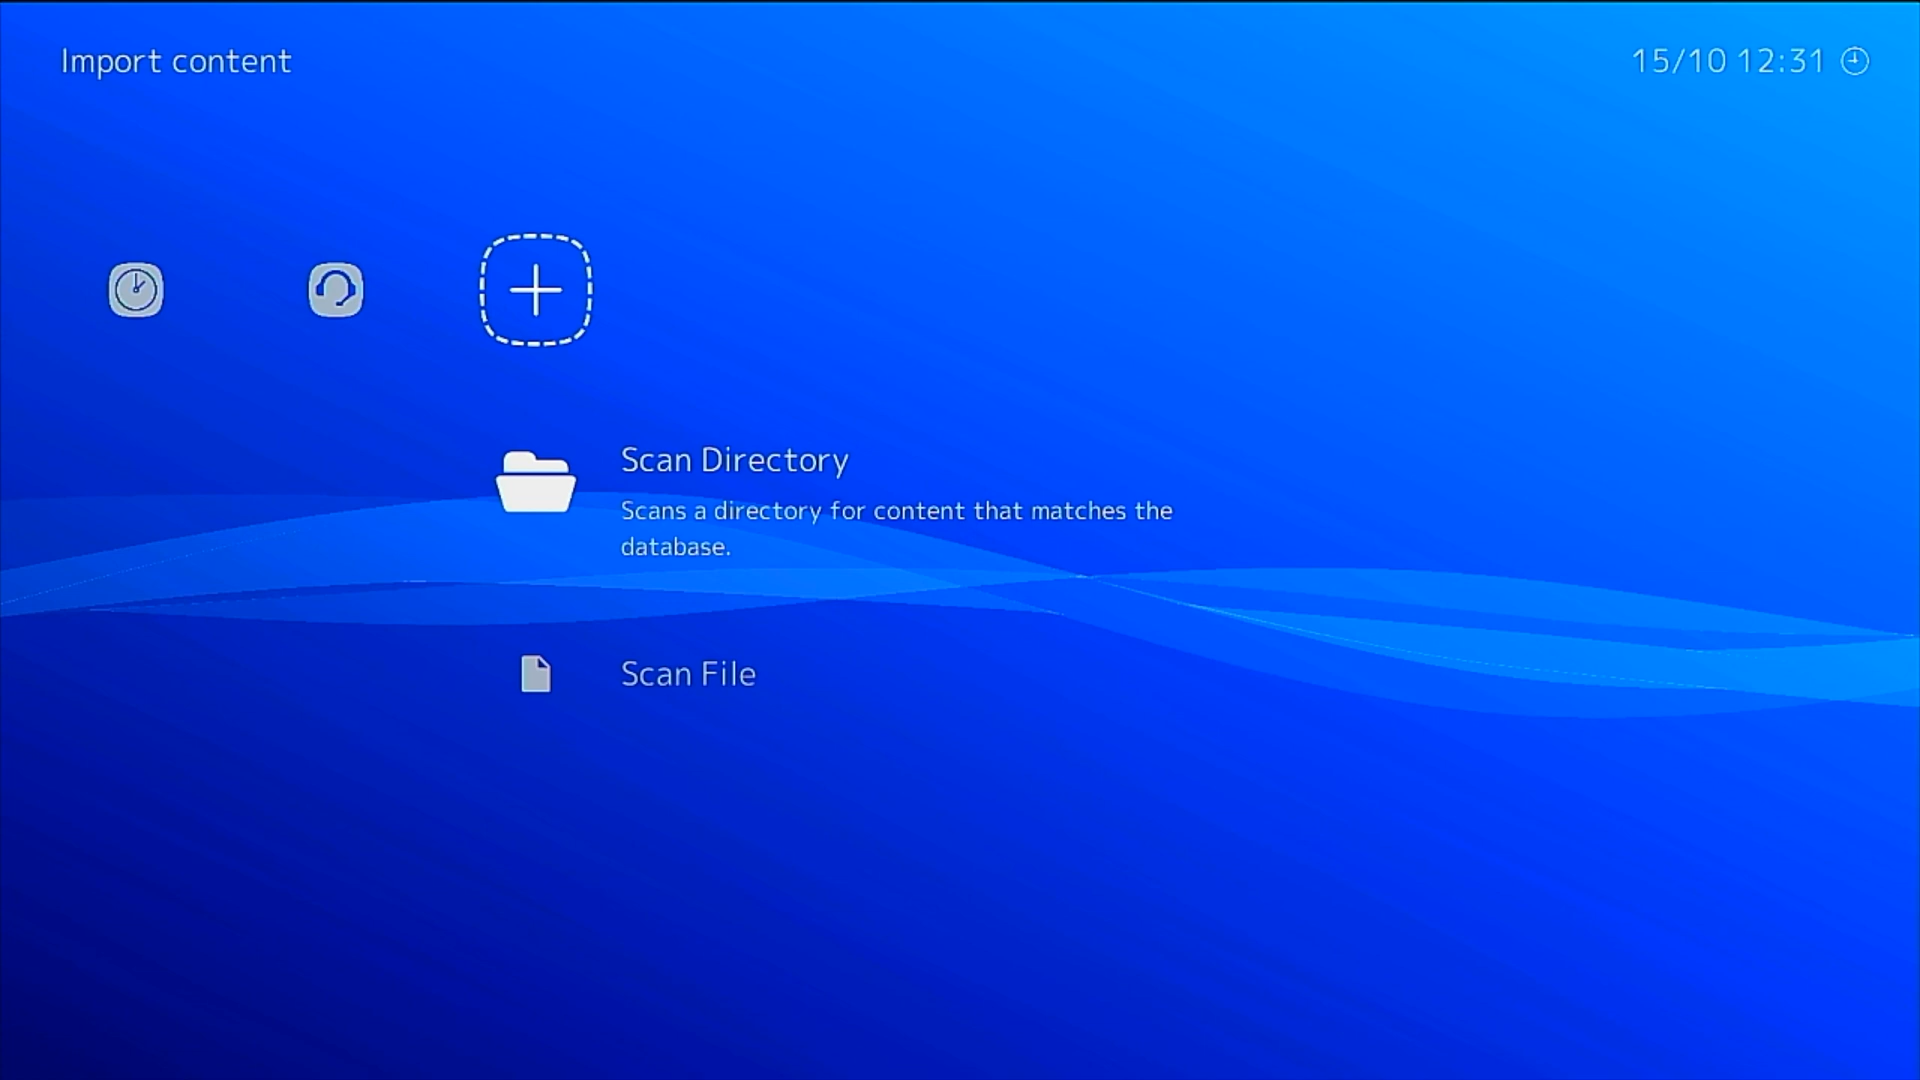 Import content
15/10 12:31
Scan Directory
Scans a directory for content that matches the
database.
Scan File